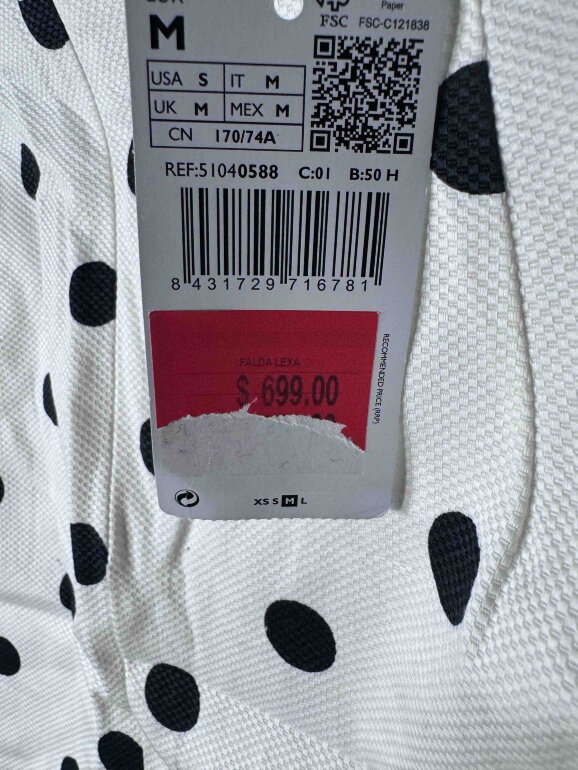 Paper
FSC FSC-C121838
M
USA S IT M
UK M MEX M
CN 170/74A
REF:51040588 C:01 B:50 H
8 431729 716781
RECOMMENDED PRICE (RRP)
FALDA LEXA
$ 699.00
XS S M L